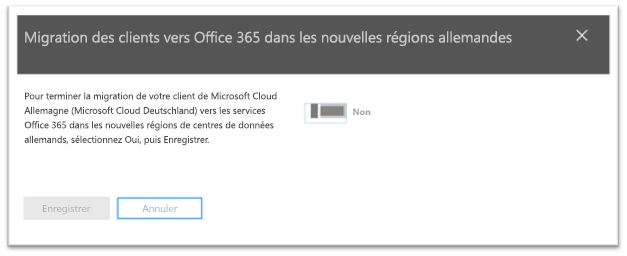 Migration des clients vers Office 365 dans les nouvelles régions allemandes
Pour terminer la migration de votre client de Microsoft Cloud
Allemagne (Microsoft Cloud Deutschland) vers les services
Office 365 dans les nouvelles régions de centres de données
allemands, sélectionnez Oui, puis Enregistrer.
Non
Enregistrer
Annuler